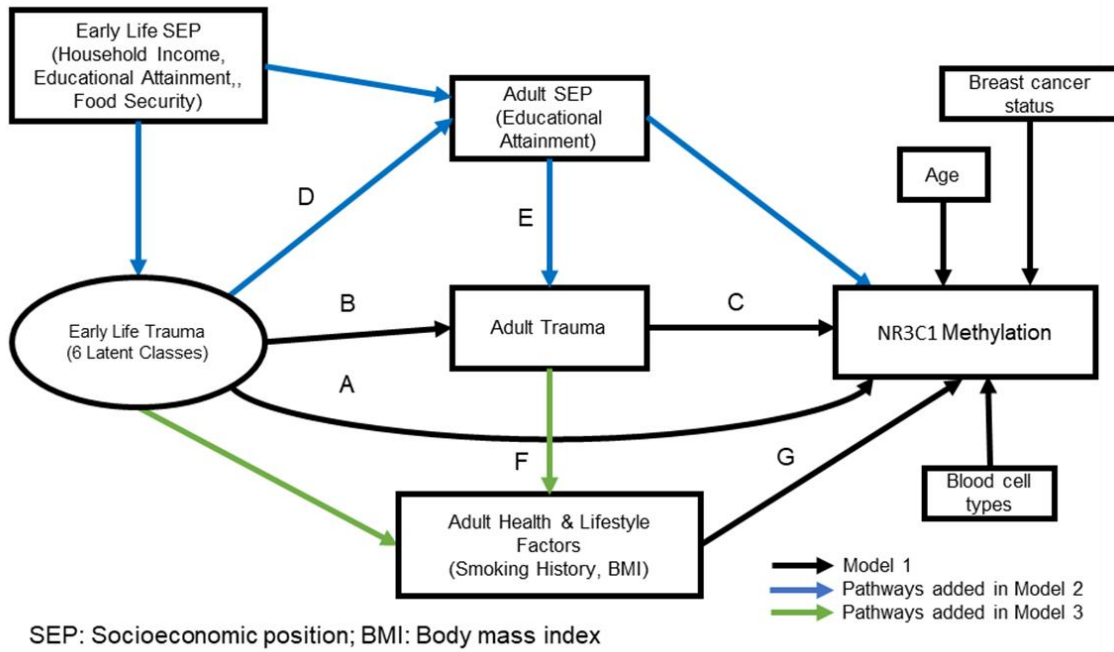 Early Life SEP
(Household Income,
Educational Attainment,,
Food Security)
Adult SEP
(Educational
Attainment)
Breast cancer
status
Age
D
E
Early Life Trauma
(6 Latent Classes)
B
Adult Trauma
C
NR3C1 Methylation
A
F
G
Blood cell
types
Adult Health & Lifestyle
Factors
(Smoking History, BMI)
Model 1
Pathways added in Model 2
Pathways added in Model 3
SEP: Socioeconomic position; BMI: Body mass index